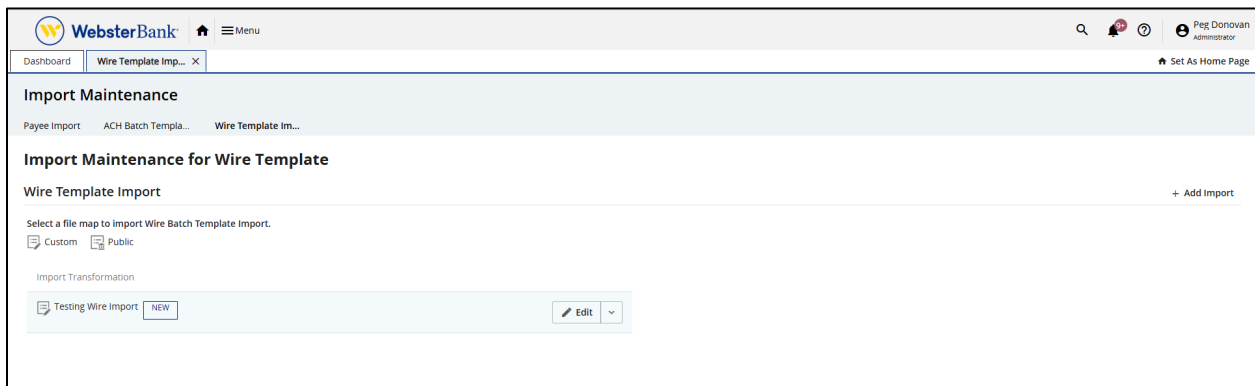 WebsterBank Menu 9+ Peg Donovan
Administrator
Dashboard Wire Template Imp... Set As Home Page
Import Maintenance
Payee Import ACH Batch Templa... Wire Template Im...
Import Maintenance for Wire Template
Wire Template Import + Add Import
Select a file map to import Wire Batch Template Import.
Custom Public
Import Transformation
Testing Wire Import NEW Edit